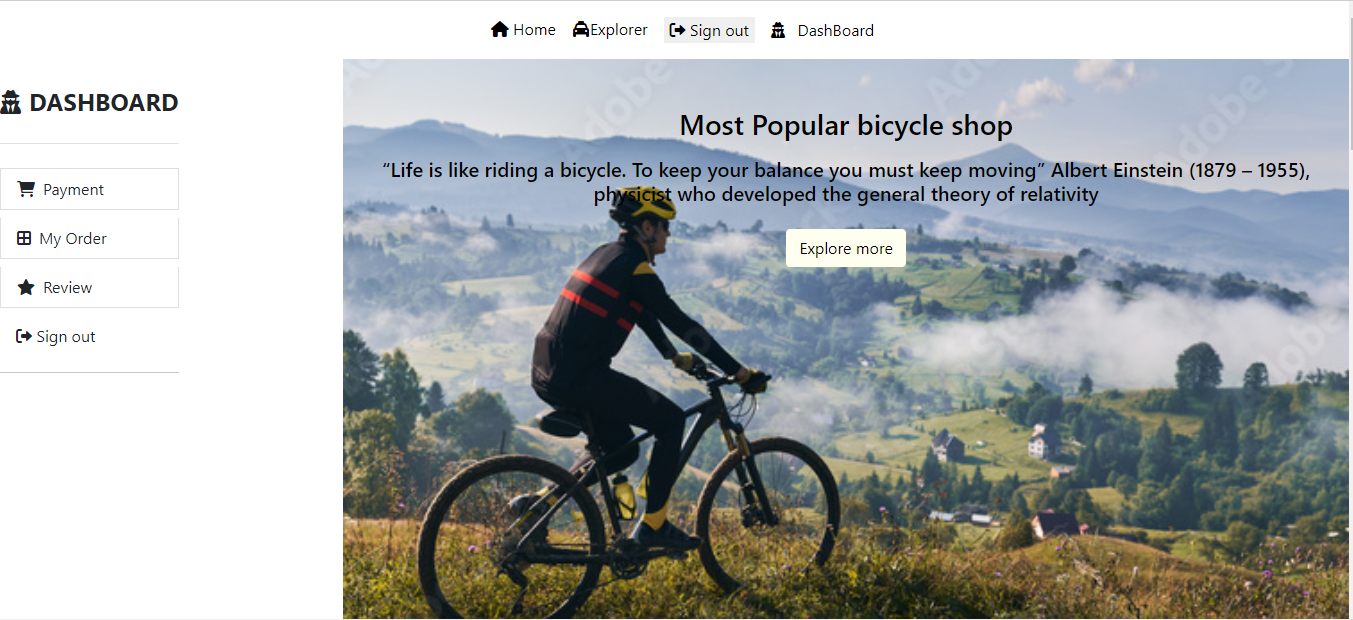 Home Explorer Sign out DashBoard
DASHBOARD
Payment
My Order
Review
Sign out
Most Popular bicycle shop
“Life is like riding a bicycle. To keep your balance you must keep moving” Albert Einstein (1879 – 1955),
physicist who developed the general theory of relativity
Explore more